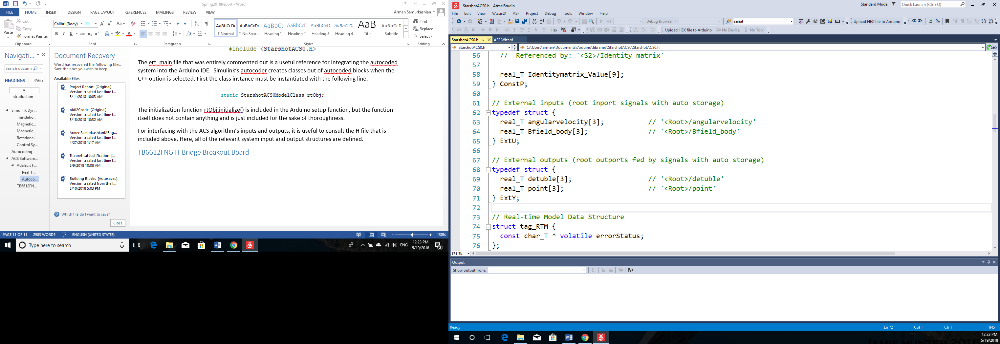 Spring2018Report - Word
FILE HOME INSERT DESIGN PAGE LAYOUT REFERENCES MAILINGS REVIEW VIEW
Armen Samurkashian
Paste
Cut
Copy
Format Painter
Clipboard
Calibri (Body) 11
Font
Paragraph
AaBbCcDc AaBbCcDc AaBbCc AaBbCcD AaBbCcD AaBbCcDc AaBl AaBbCcC
¶ Normal ¶ No Spac... Heading 1 Heading 2 Heading 3 Heading 4 Title Subtitle
Styles
Find
Replace
Select
Editing
Navigati...
HEADINGS PAG
Introduction
Simulink Dyn...
Translatio...
Magnetic...
Magnetic...
Rotational...
Control Sy...
Autocoding
ACS Software...
Adafruit F...
Real Ti...
Autoco...
TB6612FN...
Document Recovery
Word has recovered the following files.
Save the ones you wish to keep.
Available Files
Project Report [Original]
Version created last time t...
5/11/2018 10:03 AM
oldI2Ccode [Original]
Version created last time t...
5/18/2018 10:32 AM
ArmenSamurkashianMEng...
Version created last time t...
4/27/2018 1:17 AM
Theoretical Justification [...
Version created last time t...
5/9/2018 10:08 AM
Building Blocks [Autosaved]
Version created from the l...
5/10/2018 5:03 PM
Which file do I want to save?
Close
#include <StarshotACS0.h>
The ert_main file that was entirely commented out is a useful reference for integrating the autocoded
system into the Arduino IDE. Simulink's autocoder creates classes out of autocoded blocks when the
C++ option is selected. First the class instance must be instantiated with the following line.
static StarshotACS0ModelClass rtObj;
The initialization function rtObj.initialize() is included in the Arduino setup function, but the function
itself does not contain anything and is just included for the sake of thoroughness.
For interfacing with the ACS algorithm's inputs and outputs, it is useful to consult the H file that is
included above. Here, all of the relevant system input and output structures are defined.
TB6612FNG H-Bridge Breakout Board
PAGE 11 OF 11 2983 WORDS ENGLISH (UNITED STATES) 130%
Type here to search
ENG
12:23 PM
5/19/2018
StarshotACS0.h - AtmelStudio
Standard Mode
Quick Launch (Ctrl+Q)
File Edit View VAssistX ASF Project Debug Tools Window Help
Debug Browser
serial
Upload HEX file to Arduino
Hex
Upload HEX file to Arduino
No Device
No Tool
StarshotACS0.h
ASF Wizard
StarshotACS0.h
C:\Users\armen\Documents\Arduino\libraries\StarshotACS0\StarshotACS0.h
Go
56 // Referenced by: '<S2>/Identity matrix'
57
58 real_T Identitymatrix_Value[9];
59 } ConstP;
60
61 // External inputs (root inport signals with auto storage)
62 typedef struct {
63 real_T angularvelocity[3]; // '<Root>/angularvelocity'
64 real_T Bfield_body[3]; // '<Root>/Bfield_body'
65 } ExtU;
66
67 // External outputs (root outports fed by signals with auto storage)
68 typedef struct {
69 real_T detuble[3]; // '<Root>/detuble'
70 real_T point[3]; // '<Root>/point'
71 } ExtY;
72
73 // Real-time Model Data Structure
74 struct tag_RTM {
75 const char_T * volatile errorStatus;
76 };
171 %
Output
Show output from:
Ready
Ln 72 Col 1 Ch 1 INS
12:23 PM
5/19/2018